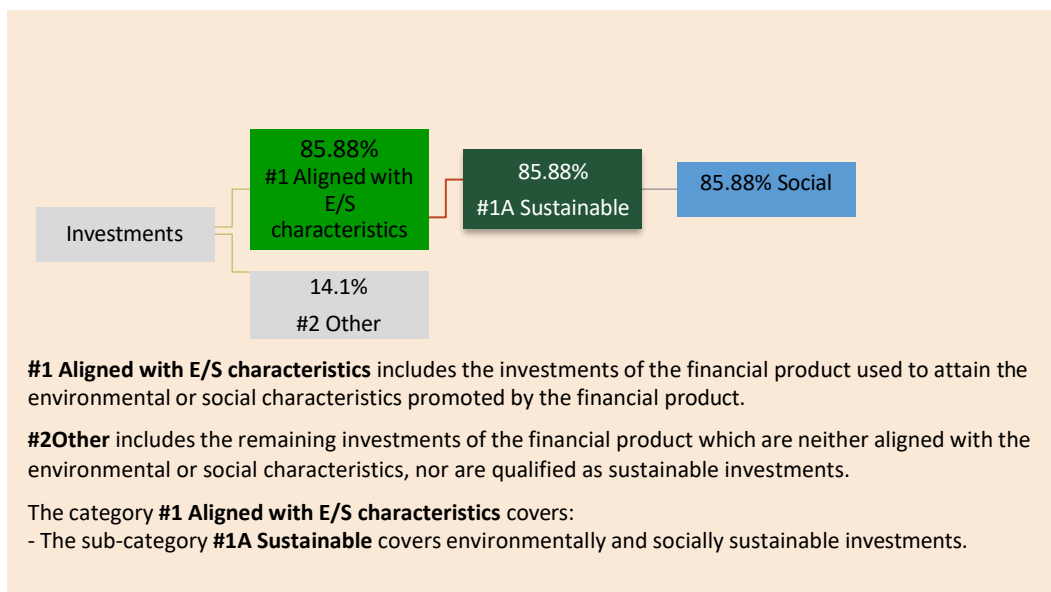 85.88%
#1 Aligned with
E/S
characteristics
85.88%
#1A Sustainable
85.88% Social
Investments
14.1%
#2 Other
#1 Aligned with E/S characteristics includes the investments of the financial product used to attain the
environmental or social characteristics promoted by the financial product.
#2Other includes the remaining investments of the financial product which are neither aligned with the
environmental or social characteristics, nor are qualified as sustainable investments.
The category #1 Aligned with E/S characteristics covers:
- The sub-category #1A Sustainable covers environmentally and socially sustainable investments.